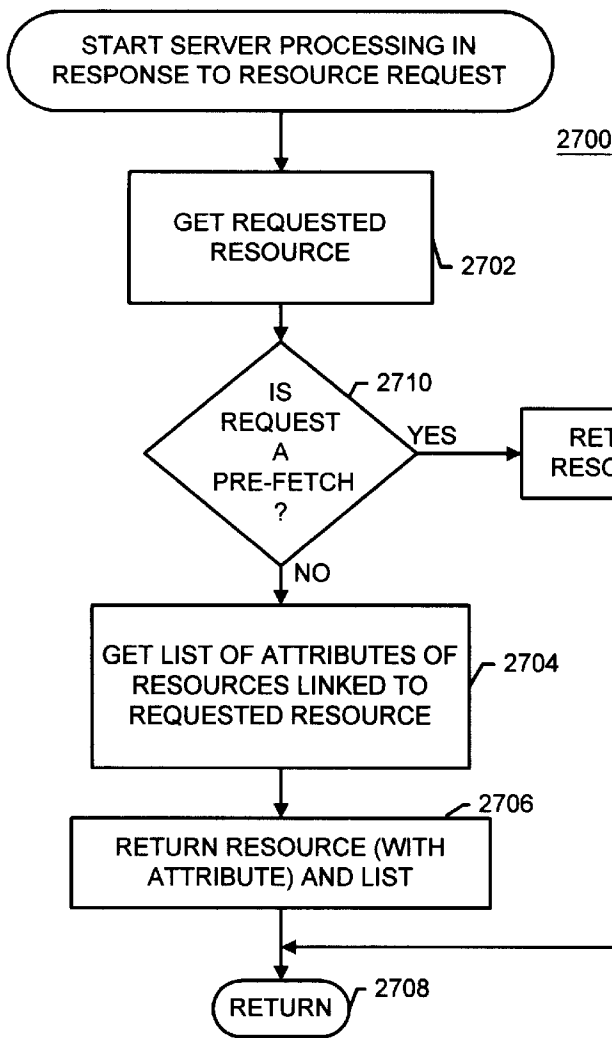 START SERVER PROCESSING IN
RESPONSE TO RESOURCE REQUEST
2700
GET REQUESTED
RESOURCE
2702
IS
REQUEST
A
PRE-FETCH
?
2710
YES
RET
RESO
NO
GET LIST OF ATTRIBUTES OF
RESOURCES LINKED TO
REQUESTED RESOURCE
2704
2706
RETURN RESOURCE (WITH
ATTRIBUTE) AND LIST
RETURN
2708